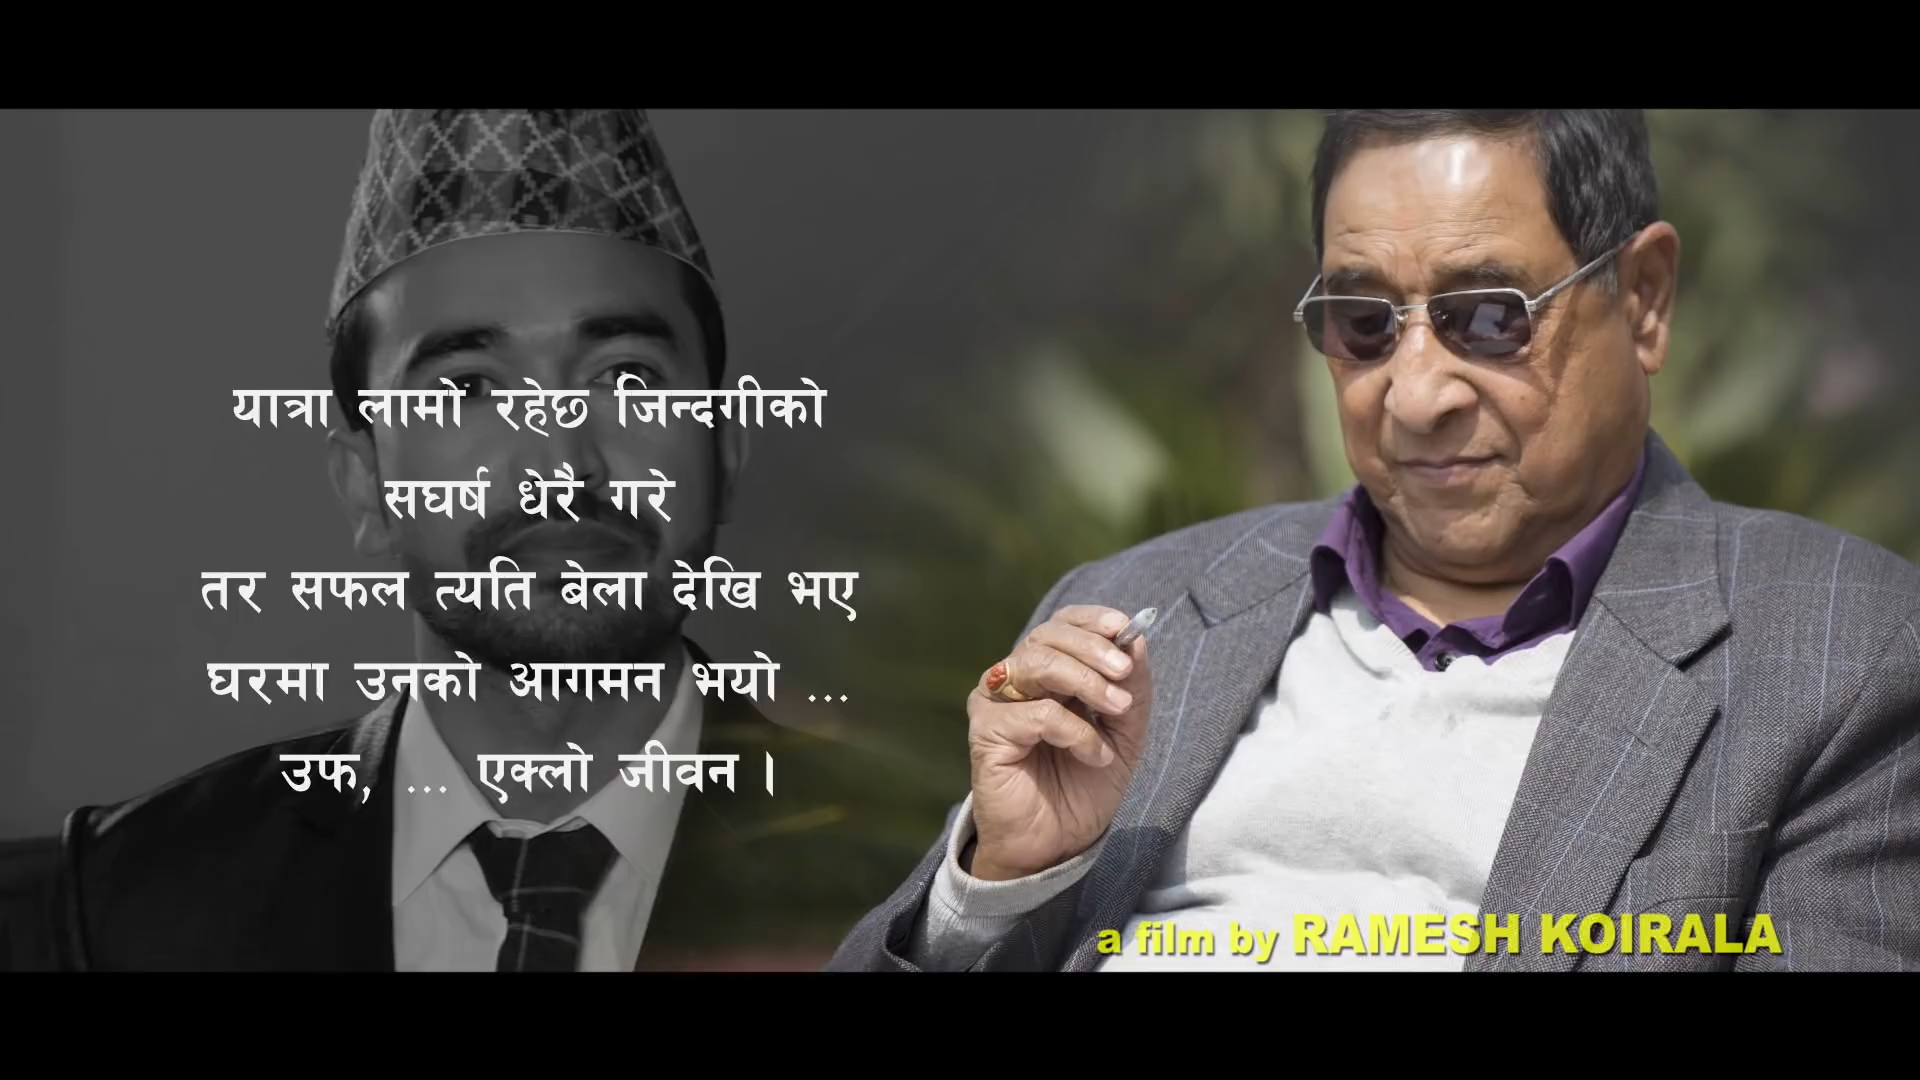 यात्रा लामो रहेछ जिन्दगीको
सघर्ष धेरै गरे
तर सफल त्यति बेला देखि भए
घरमा उनको आगमन भयो ...
उफ, ... एक्लो जीवन ।
a film by RAMESH KOIRALA